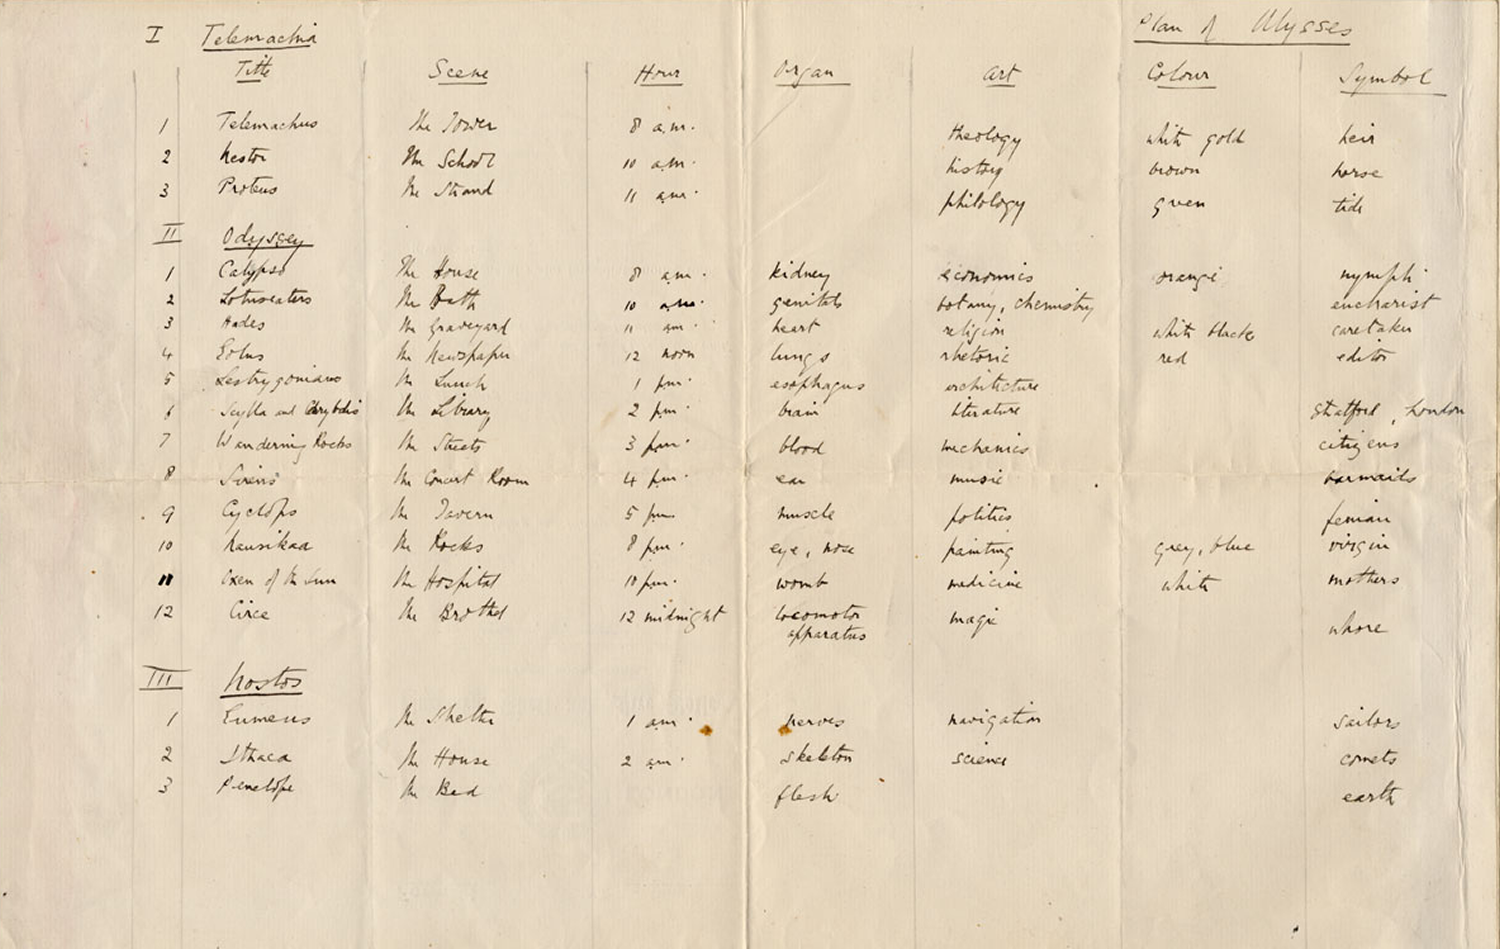 Plan of Ulysses
I Telemachia
Title Scene Hour Organ Art Colour Symbol
1 Telemachus The Tower 8 a.m. theology white gold heir
2 Nestor The School 10 a.m. history brown horse
3 Proteus The Strand 11 a.m. philology green tide
II Odyssey
1 Calypso The House 8 a.m. kidney economics orange nymph
2 Lotuseaters The Bath 10 a.m. genitals botany, chemistry eucharist
3 Hades The Graveyard 11 a.m. heart religion white black caretaker
4 Eolus The Newspaper 12 noon lungs rhetoric red editor
5 Lestrygonians The Lunch 1 p.m. esophagus architecture
6 Scylla and Charybdis The Library 2 p.m. brain literature Stratford, London
7 Wandering Rocks The Streets 3 p.m. blood mechanics citizens
8 Sirens The Concert Room 4 p.m. ear music barmaids
9 Cyclops The Tavern 5 p.m. muscle politics fenian
10 Nausikaa The Rocks 8 p.m. eye, nose painting grey, blue virgin
11 Oxen of the Sun The Hospital 10 p.m. womb medicine white mothers
12 Circe The Brothel 12 midnight locomotor magic whore
apparatus
III Nostos
1 Eumeus The Shelter 1 a.m. nerves navigation sailors
2 Ithaca The House 2 a.m. skeleton science comets
3 Penelope The Bed flesh earth